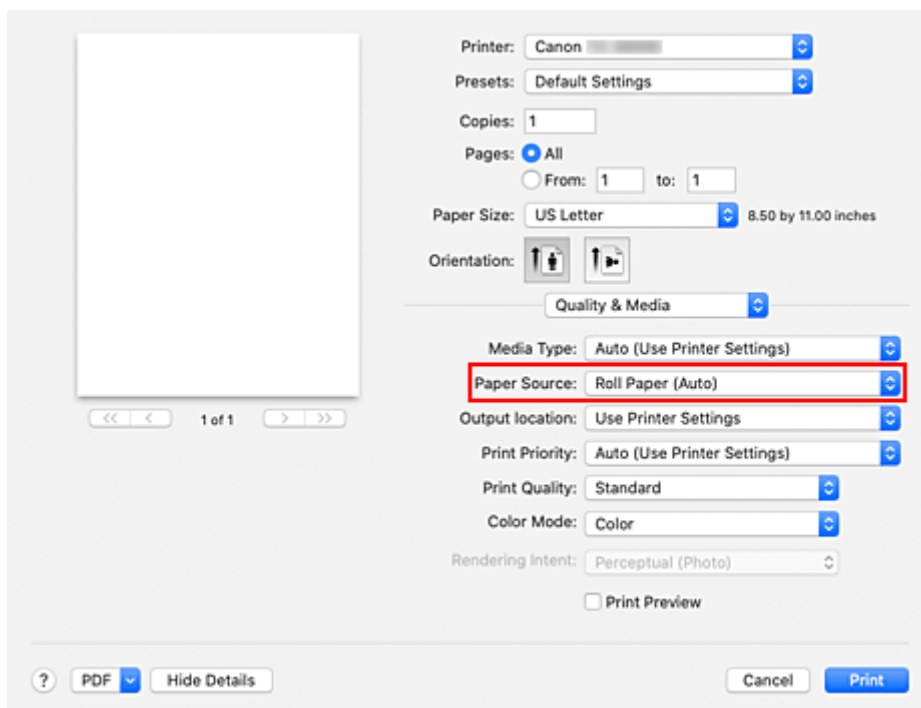 Printer: Canon
Presets: Default Settings
Copies: 1
Pages: All
From: 1 to: 1
Paper Size: US Letter 8.50 by 11.00 inches
Orientation:
Quality & Media
Media Type: Auto (Use Printer Settings)
Paper Source: Roll Paper (Auto)
<< < 1 of 1 > >>
Output location: Use Printer Settings
Print Priority: Auto (Use Printer Settings)
Print Quality: Standard
Color Mode: Color
Rendering Intent: Perceptual (Photo)
Print Preview
? PDF Hide Details Cancel Print